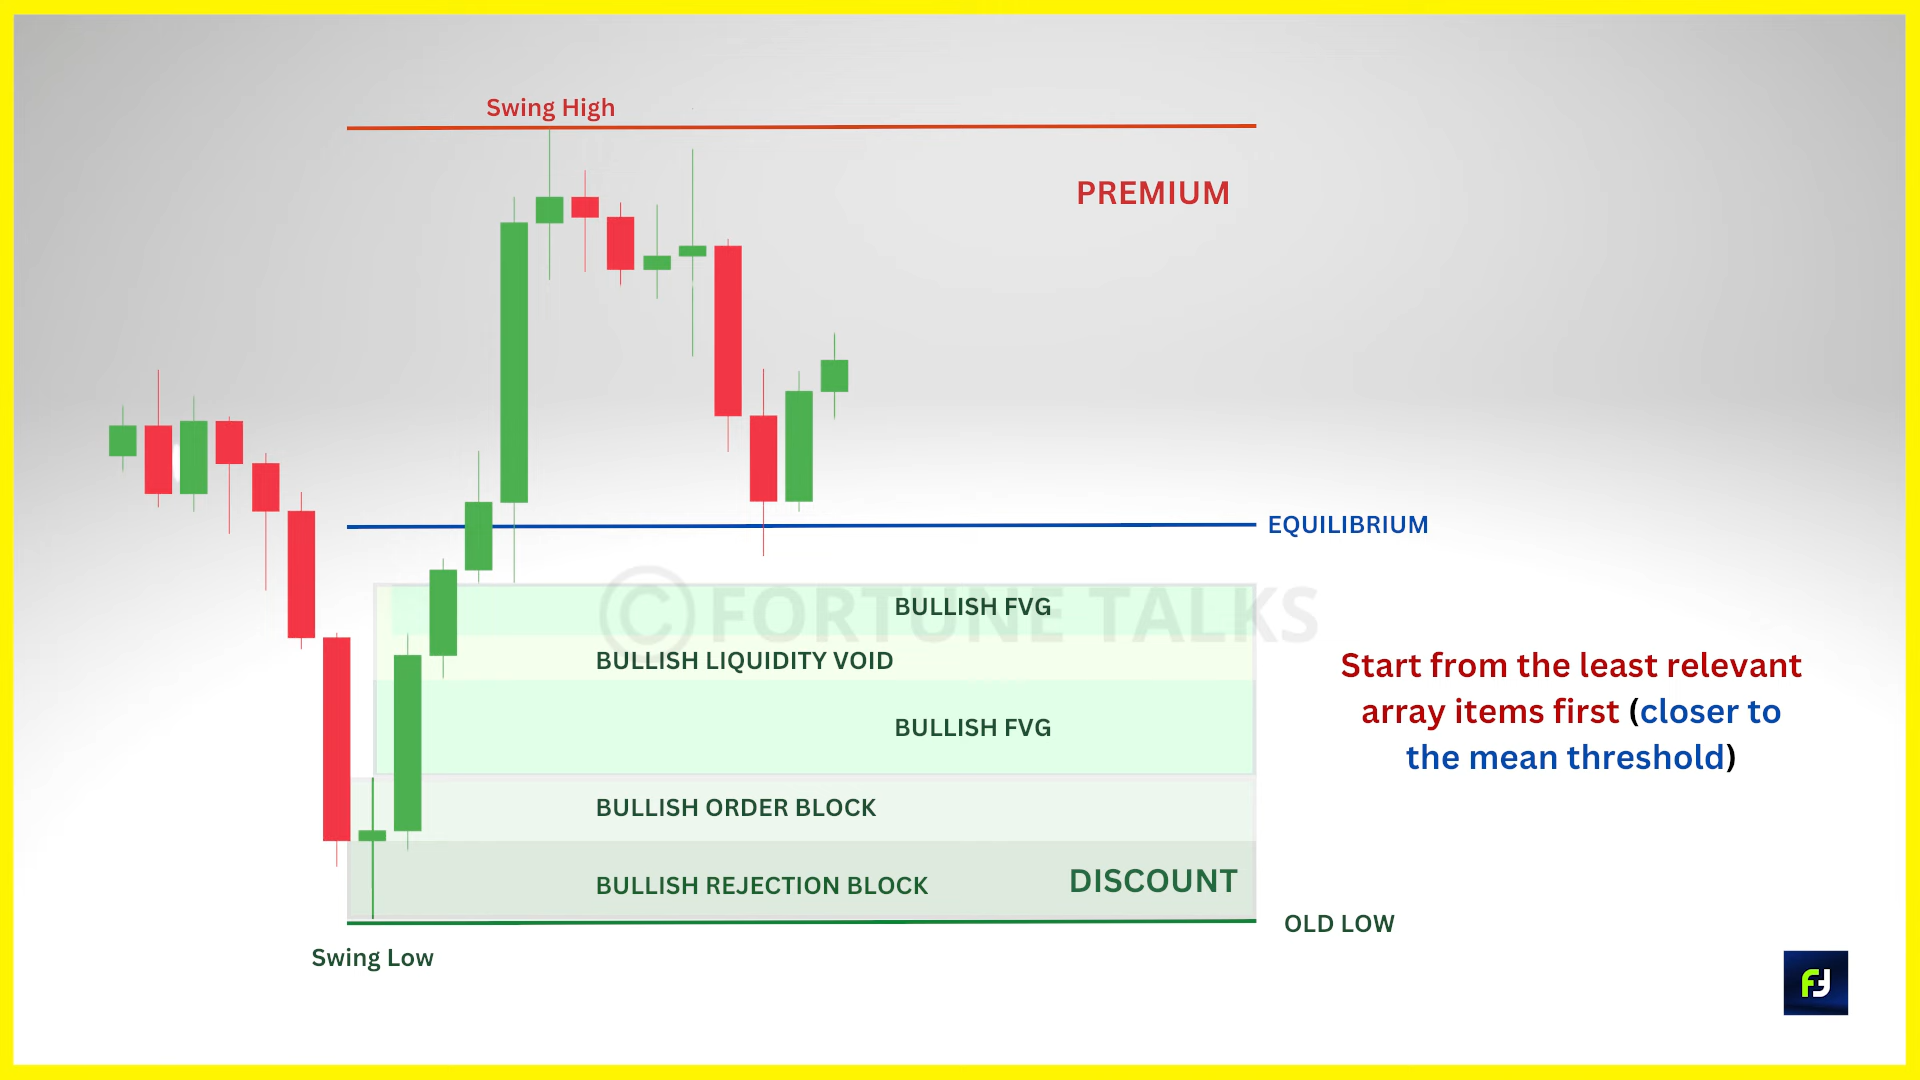 Swing High
PREMIUM
EQUILIBRIUM
© FORTUNE TALKS
BULLISH FVG
BULLISH LIQUIDITY VOID
Start from the least relevant
array items first (closer to
the mean threshold)
BULLISH FVG
BULLISH ORDER BLOCK
BULLISH REJECTION BLOCK
DISCOUNT
OLD LOW
Swing Low